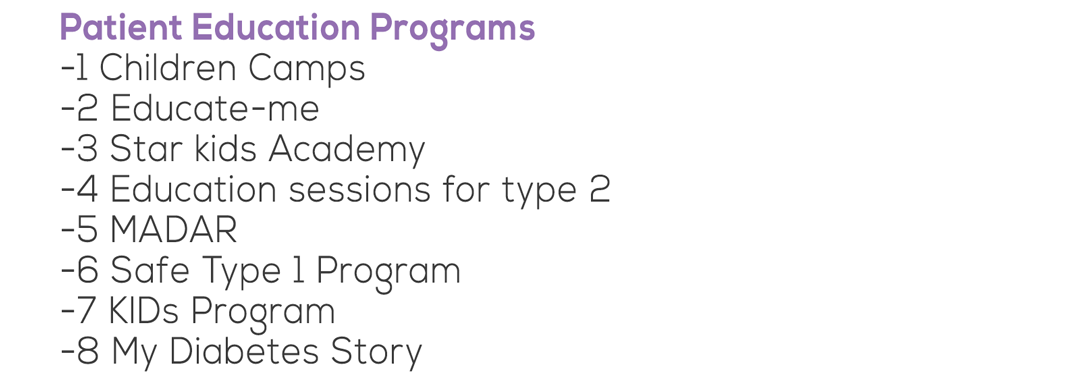 Patient Education Programs
-1 Children Camps
-2 Educate-me
-3 Star kids Academy
-4 Education sessions for type 2
-5 MADAR
-6 Safe Type 1 Program
-7 KIDs Program
-8 My Diabetes Story